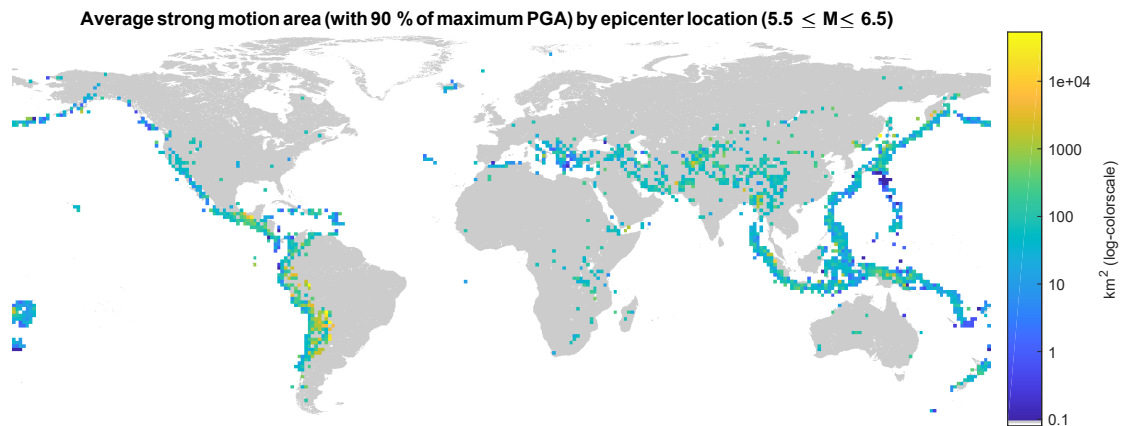 Average strong motion area (with 90 % of maximum PGA) by epicenter location (5.5 ≤ M≤ 6.5)
1e+04
1000
100
10
1
0.1
km² (log-colorscale)